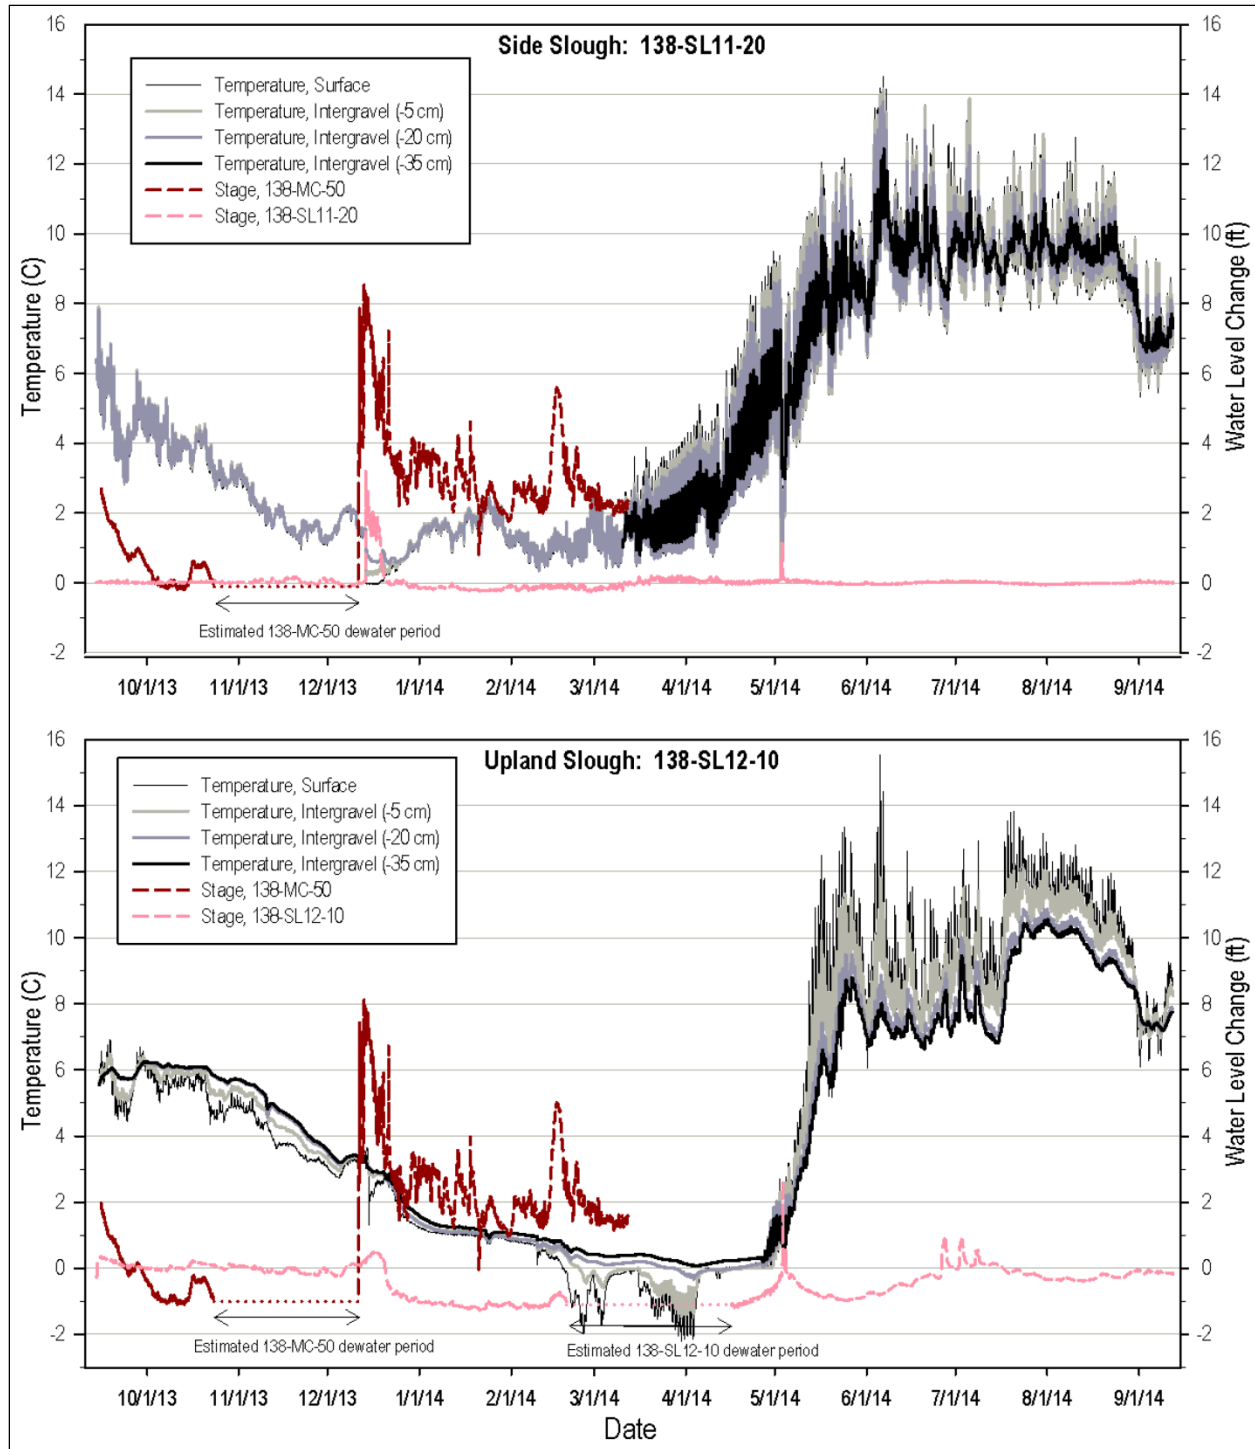 Side Slough: 138-SL11-20
Temperature, Surface
Temperature, Intergravel (-5 cm)
Temperature, Intergravel (-20 cm)
Temperature, Intergravel (-35 cm)
Stage, 138-MC-50
Stage, 138-SL11-20
Temperature (C)
16
14
12
10
8
6
4
2
0
-2
Water Level Change (ft)
16
14
12
10
8
6
4
2
0
-2
Estimated 138-MC-50 dewater period
10/1/13 11/1/13 12/1/13 1/1/14 2/1/14 3/1/14 4/1/14 5/1/14 6/1/14 7/1/14 8/1/14 9/1/14
Upland Slough: 138-SL12-10
Temperature, Surface
Temperature, Intergravel (-5 cm)
Temperature, Intergravel (-20 cm)
Temperature, Intergravel (-35 cm)
Stage, 138-MC-50
Stage, 138-SL12-10
Temperature (C)
16
14
12
10
8
6
4
2
0
-2
Water Level Change (ft)
16
14
12
10
8
6
4
2
0
-2
Estimated 138-MC-50 dewater period
Estimated 138-SL12-10 dewater period
10/1/13 11/1/13 12/1/13 1/1/14 2/1/14 3/1/14 4/1/14 5/1/14 6/1/14 7/1/14 8/1/14 9/1/14
Date